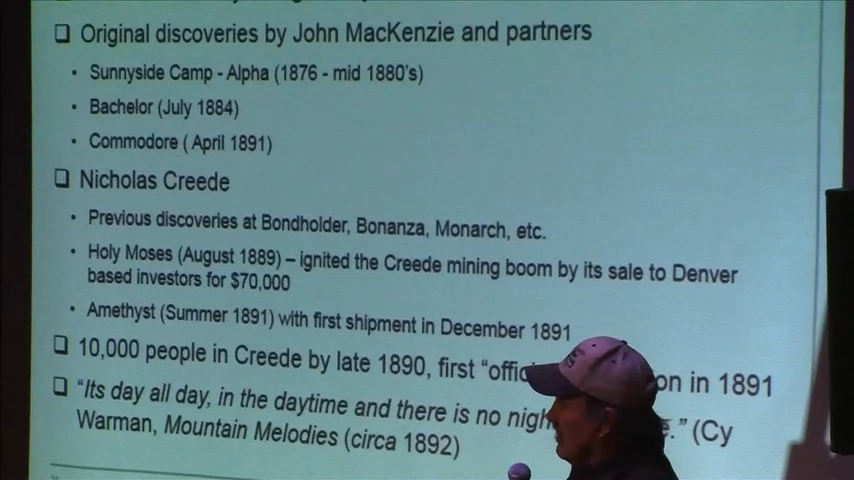 ❑ Original discoveries by John MacKenzie and partners
• Sunnyside Camp - Alpha (1876 - mid 1880's)
• Bachelor (July 1884)
• Commodore ( April 1891)
❑ Nicholas Creede
• Previous discoveries at Bondholder, Bonanza, Monarch, etc.
• Holy Moses (August 1889) – ignited the Creede mining boom by its sale to Denver
based investors for $70,000
• Amethyst (Summer 1891) with first shipment in December 1891
❑ 10,000 people in Creede by late 1890, first "offic on in 1891
❑ "Its day all day, in the daytime and there is no nigh e." (Cy
Warman, Mountain Melodies (circa 1892)